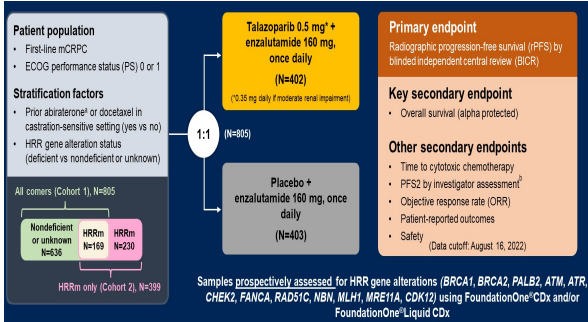 Patient population
• First-line mCRPC
• ECOG performance status (PS) 0 or 1
Stratification factors
• Prior abirateroneᵃ or docetaxel in
castration-sensitive setting (yes vs no)
• HRR gene alteration status
(deficient vs nondeficient or unknown)
All comers (Cohort 1), N=805
Nondeficient
or unknown
N=636
HRRm
N=169
HRRm
N=230
HRRm only (Cohort 2), N=399
1:1
(N=805)
Talazoparib 0.5 mg* +
enzalutamide 160 mg,
once daily
(N=402)
(*0.35 mg daily if moderate renal impairment)
Placebo +
enzalutamide 160 mg, once
daily
(N=403)
Primary endpoint
Radiographic progression-free survival (rPFS) by
blinded independent central review (BICR)
Key secondary endpoint
• Overall survival (alpha protected)
Other secondary endpoints
• Time to cytotoxic chemotherapy
• PFS2 by investigator assessmentᵇ
• Objective response rate (ORR)
• Patient-reported outcomes
• Safety
(Data cutoff: August 16, 2022)
Samples prospectively assessed for HRR gene alterations (BRCA1, BRCA2, PALB2, ATM, ATR,
CHEK2, FANCA, RAD51C, NBN, MLH1, MRE11A, CDK12) using FoundationOne®CDx and/or
FoundationOne®Liquid CDx